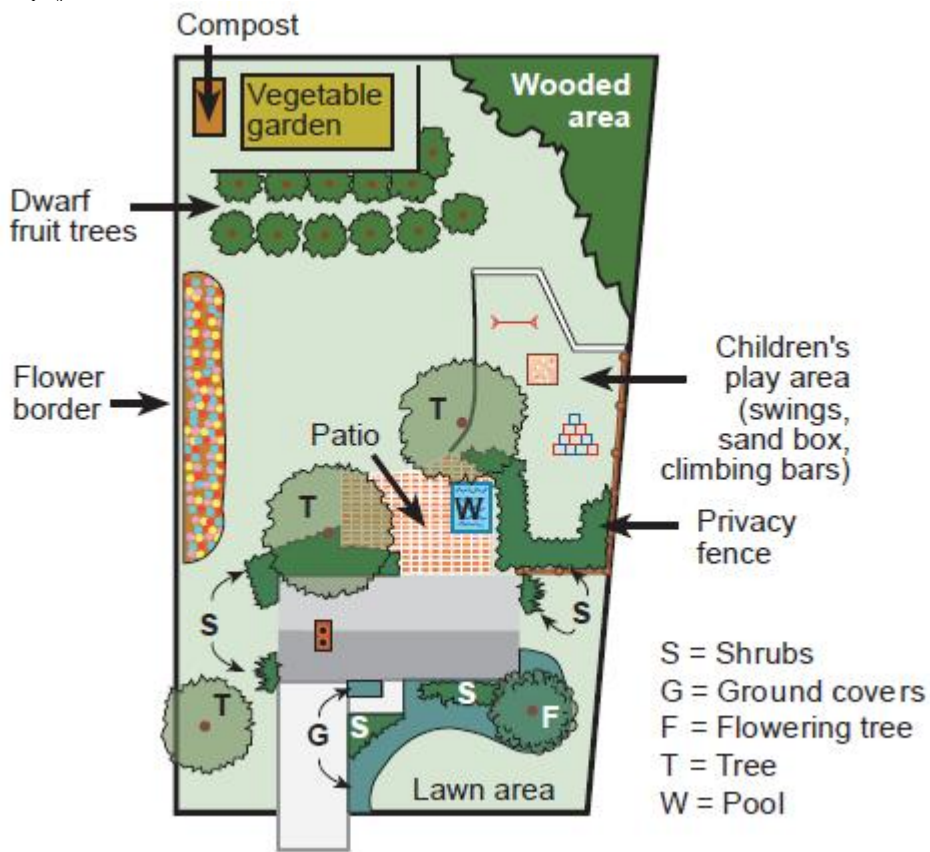 Compost
Vegetable
garden
Wooded
area
Dwarf
fruit trees
Flower
border
Patio
T
T
W
Children's
play area
(swings,
sand box,
climbing bars)
Privacy
fence
S
S
T
G
S
S
F
Lawn area
S = Shrubs
G = Ground covers
F = Flowering tree
T = Tree
W = Pool